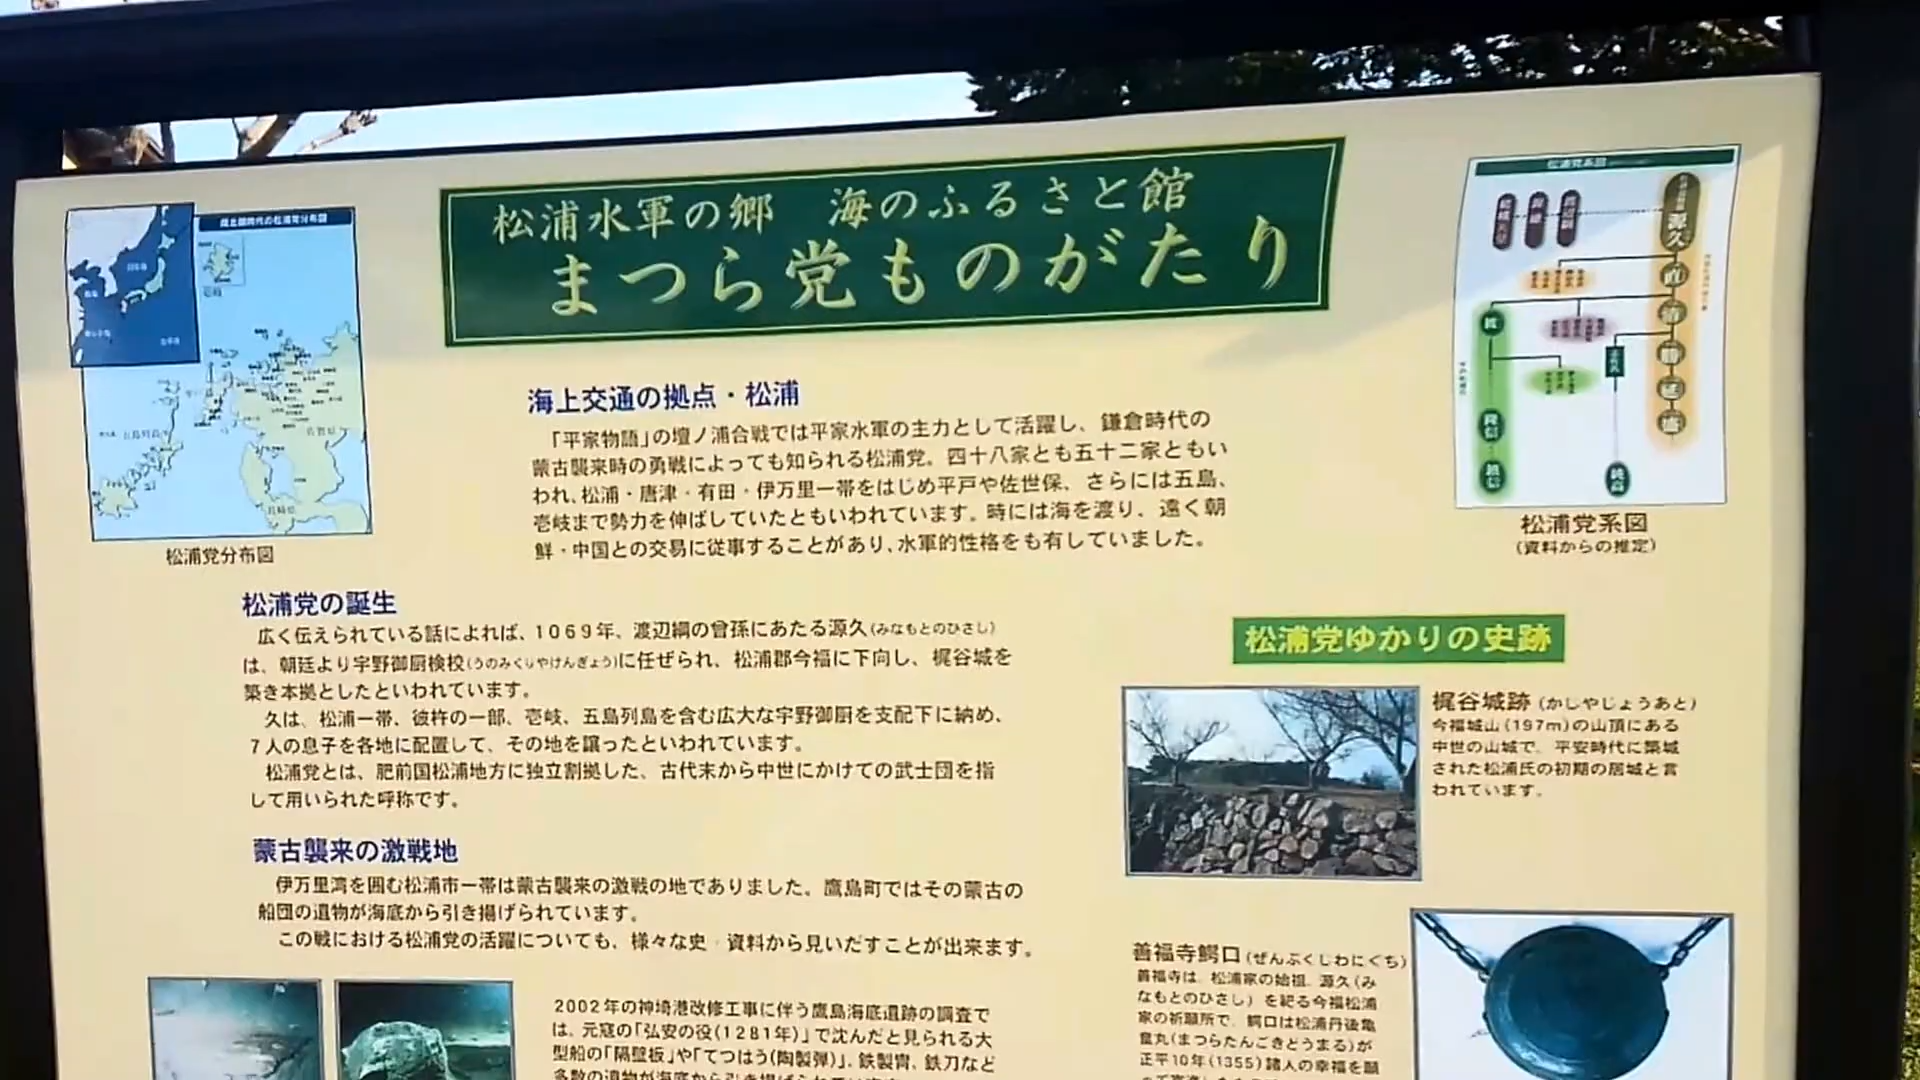 松浦水軍の郷 海のふるさと館
まつら党ものがたり
松浦党分布図
海上交通の拠点・松浦
「平家物語」の壇ノ浦合戦では平家水軍の主力として活躍し、鎌倉時代の
蒙古襲来時の勇戦によっても知られる松浦党。四十八家とも五十二家ともい
われ、松浦・唐津・有田・伊万里一帯をはじめ平戸や佐世保、さらには五島、
壱岐まで勢力を伸ばしていたともいわれています。時には海を渡り、遠く朝
鮮・中国との交易に従事することがあり、水軍的性格をも有していました。
松浦党系図
源久
直
松浦党系図
(資料からの推定)
松浦党の誕生
広く伝えられている話によれば、1069年、渡辺綱の曾孫にあたる源久(みなもとのひさし)
は、朝廷より宇野御厨検校(うのみくりやけんぎょう)に任ぜられ、松浦郡今福に下向し、梶谷城を
築き本拠としたといわれています。
久は、松浦一帯、彼杵の一部、壱岐、五島列島を含む広大な宇野御厨を支配下に納め、
7人の息子を各地に配置して、その地を譲ったといわれています。
松浦党とは、肥前国松浦地方に独立割拠した、古代末から中世にかけての武士団を指
して用いられた呼称です。
蒙古襲来の激戦地
伊万里湾を囲む松浦市一帯は蒙古襲来の激戦の地でありました。鷹島町ではその蒙古の
船団の遺物が海底から引き揚げられています。
この戦における松浦党の活躍についても、様々な史・資料から見いだすことが出来ます。
2002年の神埼港改修工事に伴う鷹島海底遺跡の調査で
は、元寇の「弘安の役(1281年)」で沈んだと見られる大
型船の「隔壁板」や「てつはう(陶製弾)」、鉄製冑、鉄刀など
多数の遺物が海底から引き揚げられ
松浦党ゆかりの史跡
梶谷城跡(かじやじょうあと)
今福城山(197m)の山頂にある
中世の山城で、平安時代に築城
された松浦氏の初期の居城と言
われています。
善福寺鰐口(ぜんぷくじわにぐち)
善福寺は、松浦家の始祖、源久(み
なもとのひさし)を祀る今福松浦
家の祈願所で、鰐口は松浦丹後亀
童丸(まつらたんごきどうまる)が
正平10年(1355)諸人の幸福を願